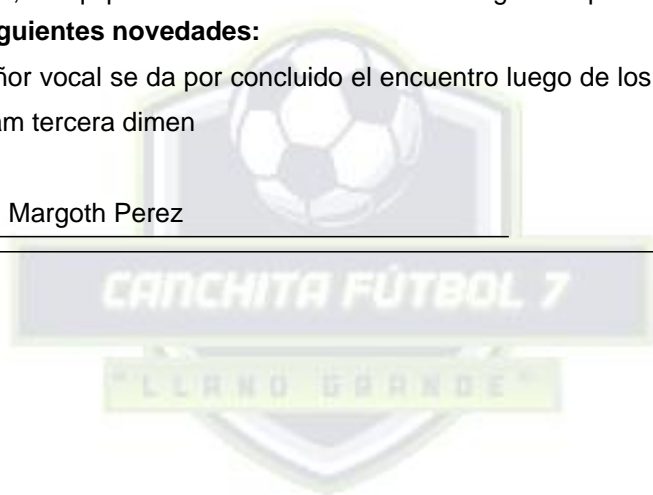 guientes novedades:
ñor vocal se da por concluido el encuentro luego de los
am tercera dimen
Margoth Perez
CANCHITA FÚTBOL 7
"LLANO GRANDE"